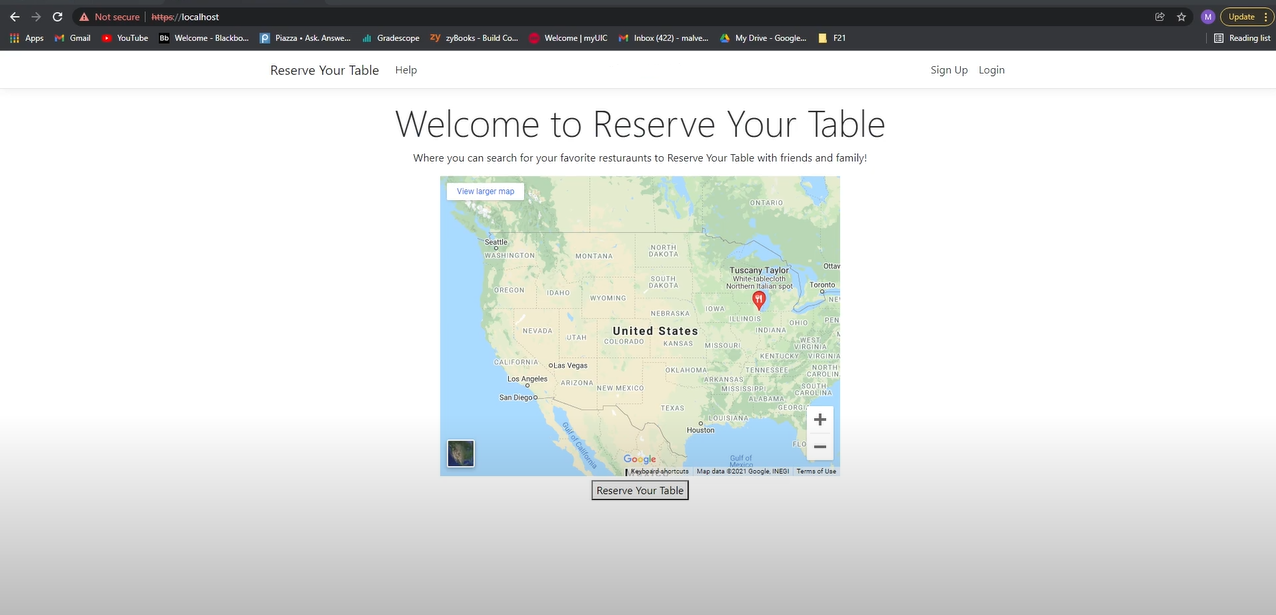 Not secure | https://localhost
M
Update
Apps Gmail YouTube Bb Welcome - Blackbo... Piazza • Ask. Answe... Gradescope zy zyBooks - Build Co... Welcome | myUIC Inbox (422) - malve... My Drive - Google... F21 Reading list
Reserve Your Table Help Sign Up Login
Welcome to Reserve Your Table
Where you can search for your favorite resturaunts to Reserve Your Table with friends and family!
View larger map
ONTARIO
Seattle
WASHINGTON
MONTANA
NORTH
DAKOTA
Ottav
Tuscany Taylor
White-tablecloth
Northern Italian spot
SOUTH
DAKOTA
Toronto
OREGON
IDAHO
WYOMING
IOWA
NEBRASKA
ILLINOIS
INDIANA
OHIO
PEN
NE
United States
NEVADA
UTAH
COLORADO
KANSAS
MISSOURI
WEST
VIRGINIA
KENTUCKY
VIRGINIA
CALIFORNIA
Las Vegas
OKLAHOMA
TENNESSEE
NORTH
CAROLIN
Los Angeles
ARIZONA
NEW MEXICO
ARKANSAS
MISSISSIPPI
SOUTH
CAROLINA
San Diego
ALABAMA
TEXAS
GEORG
LOUISIANA
Houston
Gulf of
California
FLO
Gulf of
Mexico
Google
Keyboard shortcuts Map data ©2021 Google, INEGI Terms of Use
Reserve Your Table